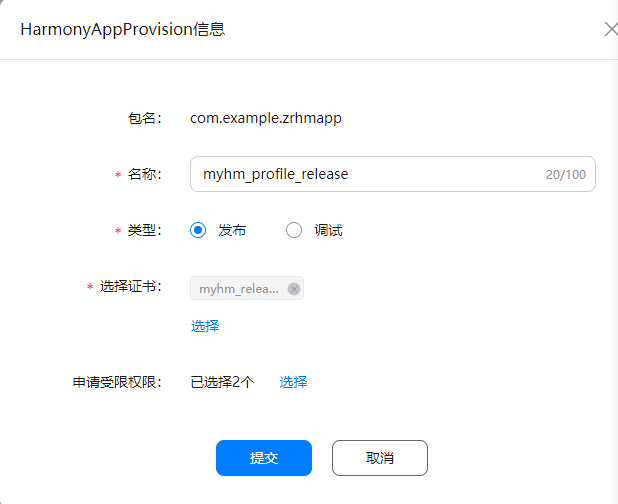 HarmonyAppProvision信息
包名： com.example.zrhmapp
* 名称： myhm_profile_release 20/100
* 类型： 发布 调试
* 选择证书： myhm_relea...
选择
申请受限权限： 已选择2个 选择
提交 取消